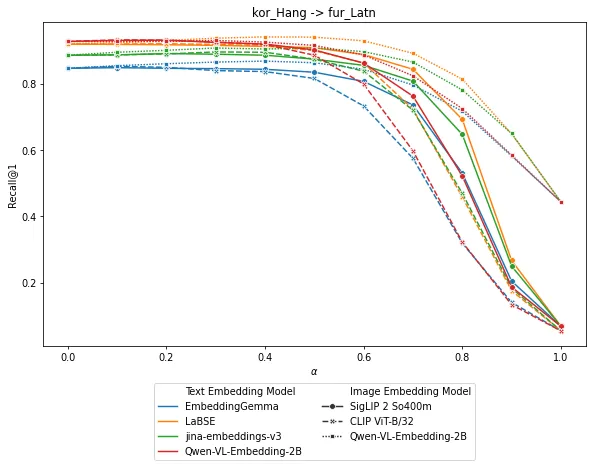 kor_Hang -> fur_Latn
Recall@1
0.8
0.6
0.4
0.2
0.0 0.2 0.4 0.6 0.8 1.0
α
Text Embedding Model
EmbeddingGemma
LaBSE
jina-embeddings-v3
Qwen-VL-Embedding-2B
Image Embedding Model
SigLIP 2 So400m
CLIP ViT-B/32
Qwen-VL-Embedding-2B